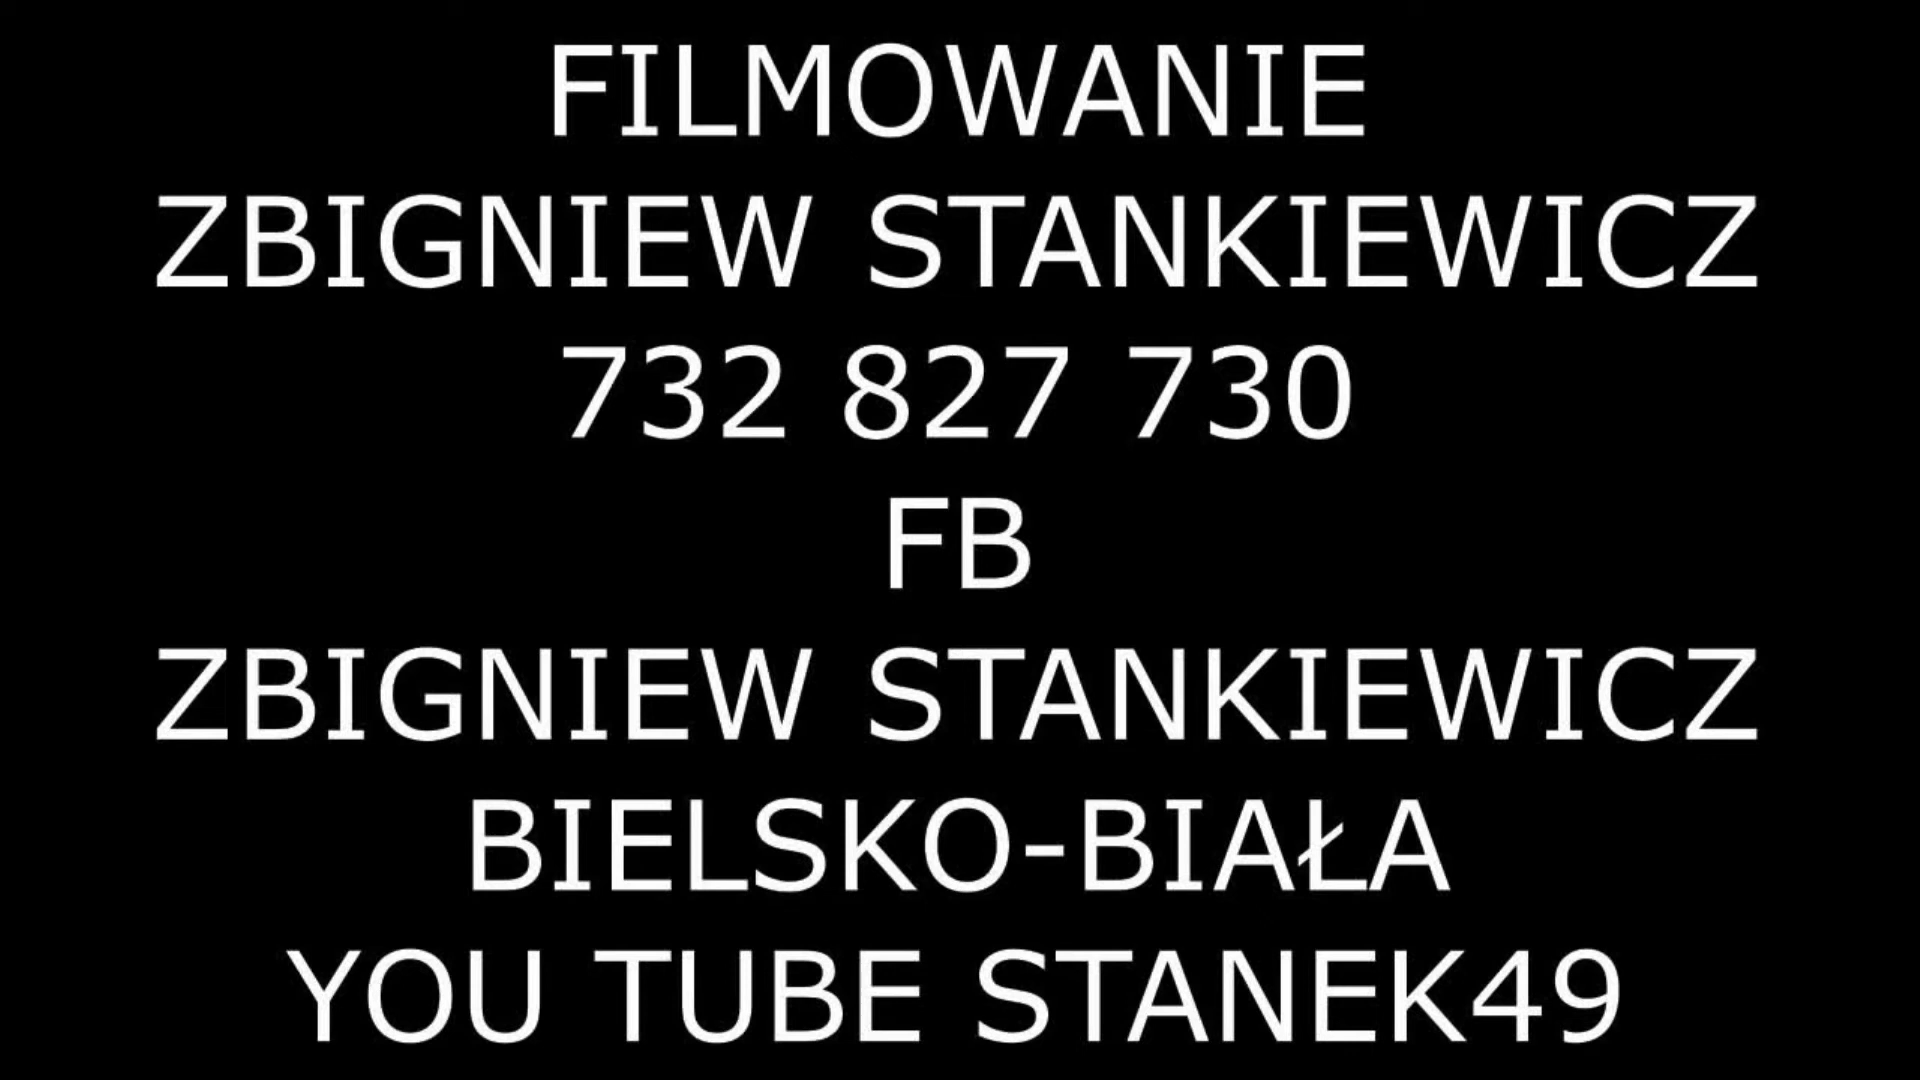 FILMOWANIE
ZBIGNIEW STANKIEWICZ
732 827 730
FB
ZBIGNIEW STANKIEWICZ
BIELSKO-BIAŁA
YOU TUBE STANEK49